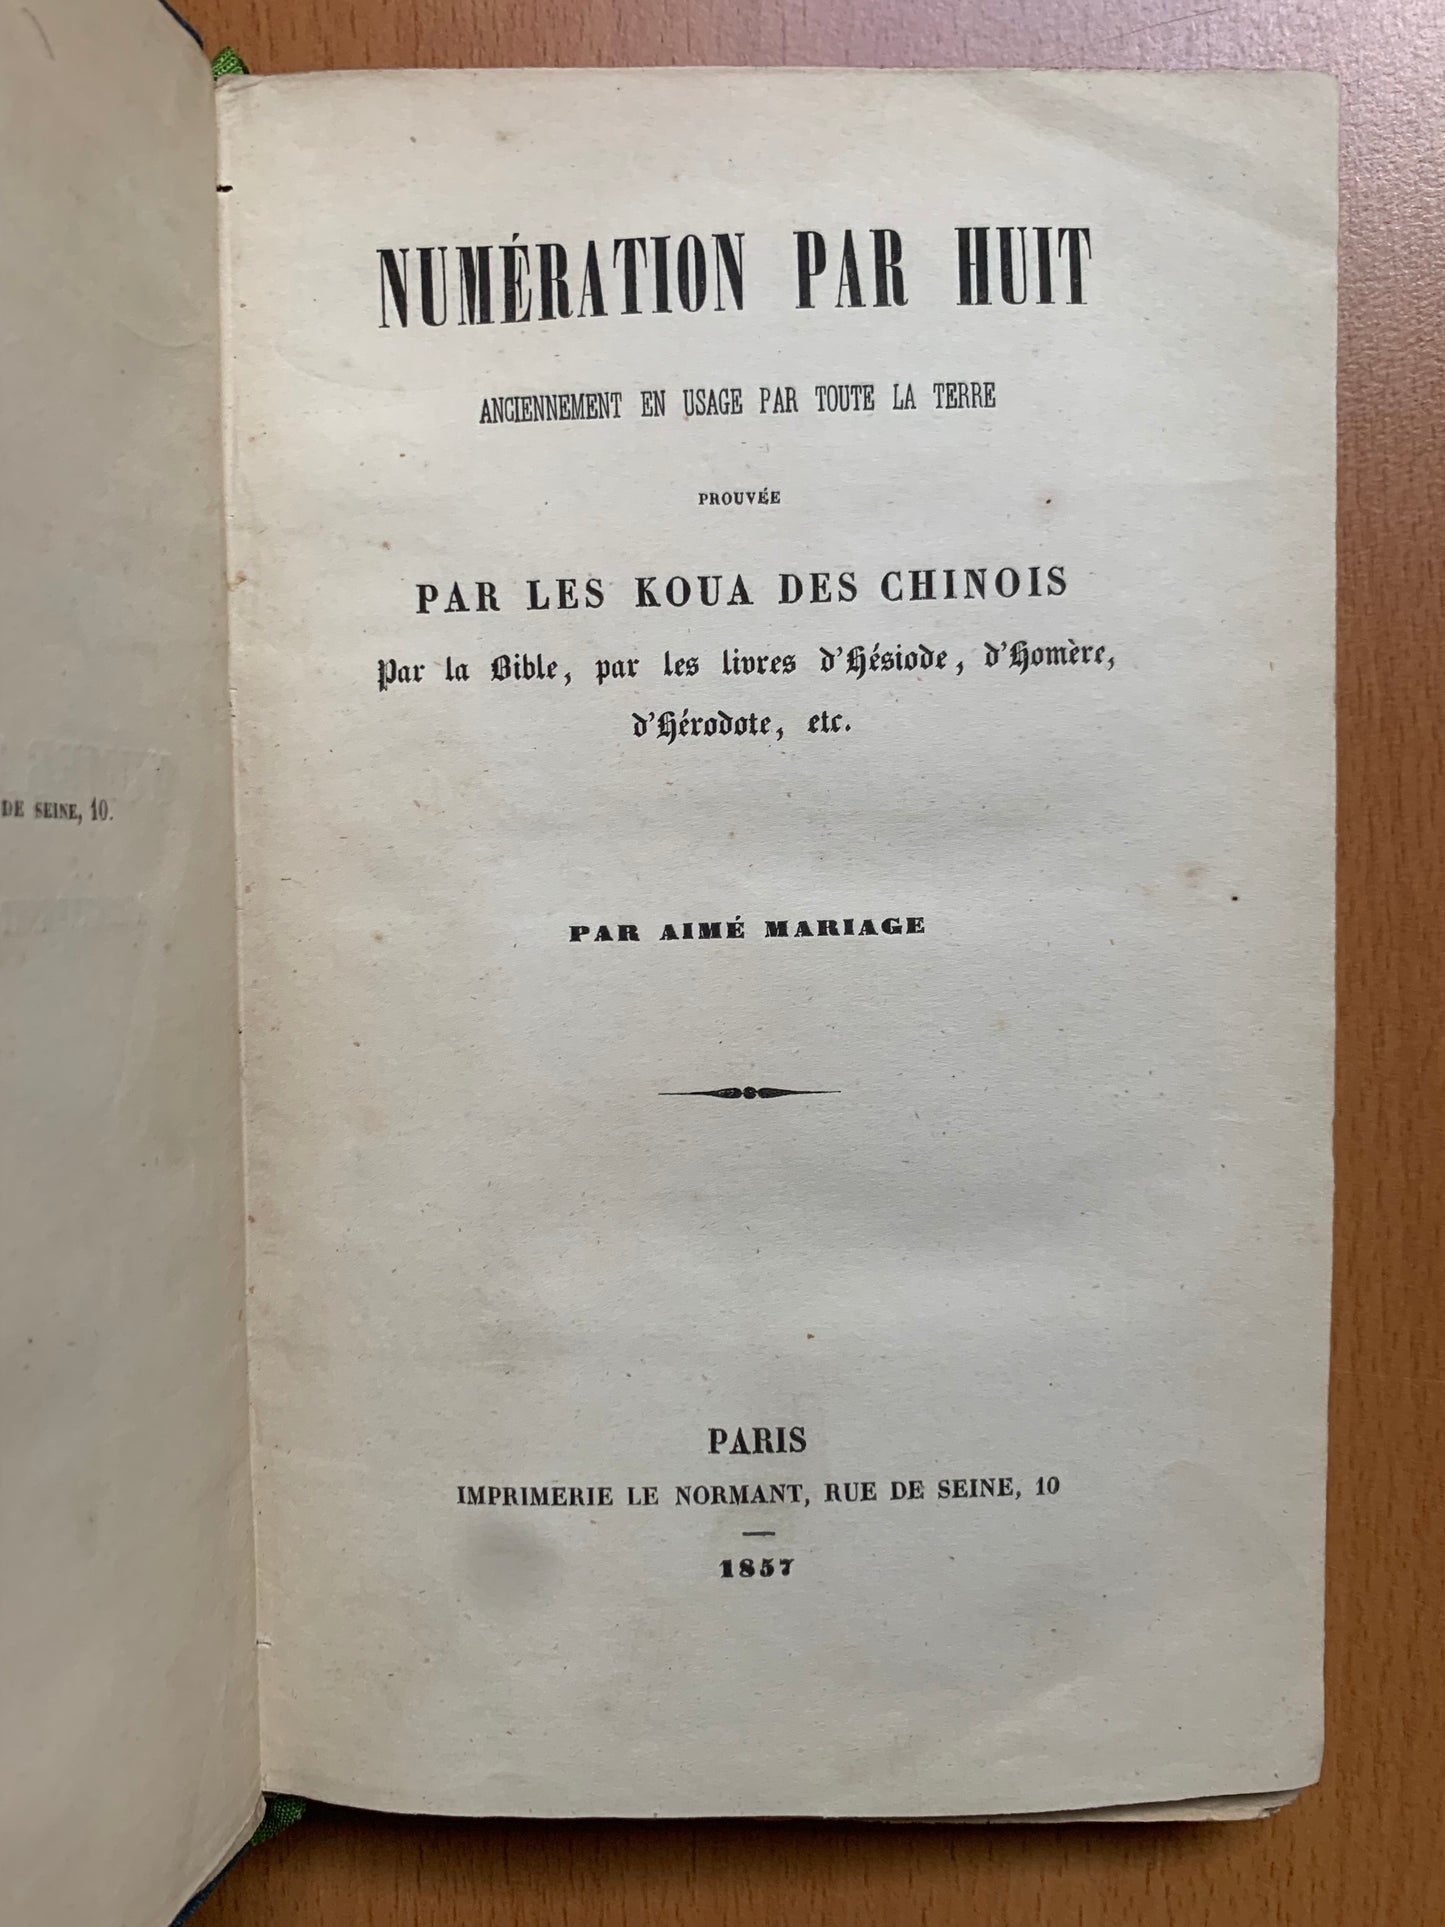 DE SEINE, 10.
NUMÉRATION PAR HUIT
ANCIENNEMENT EN USAGE PAR TOUTE LA TERRE
PROUVÉE
PAR LES KOUA DES CHINOIS
Par la Bible, par les livres d'Hésiode, d'Homère,
d'Hérodote, etc.
PAR AIMÉ MARIAGE
PARIS
IMPRIMERIE LE NORMANT, RUE DE SEINE, 10
1857